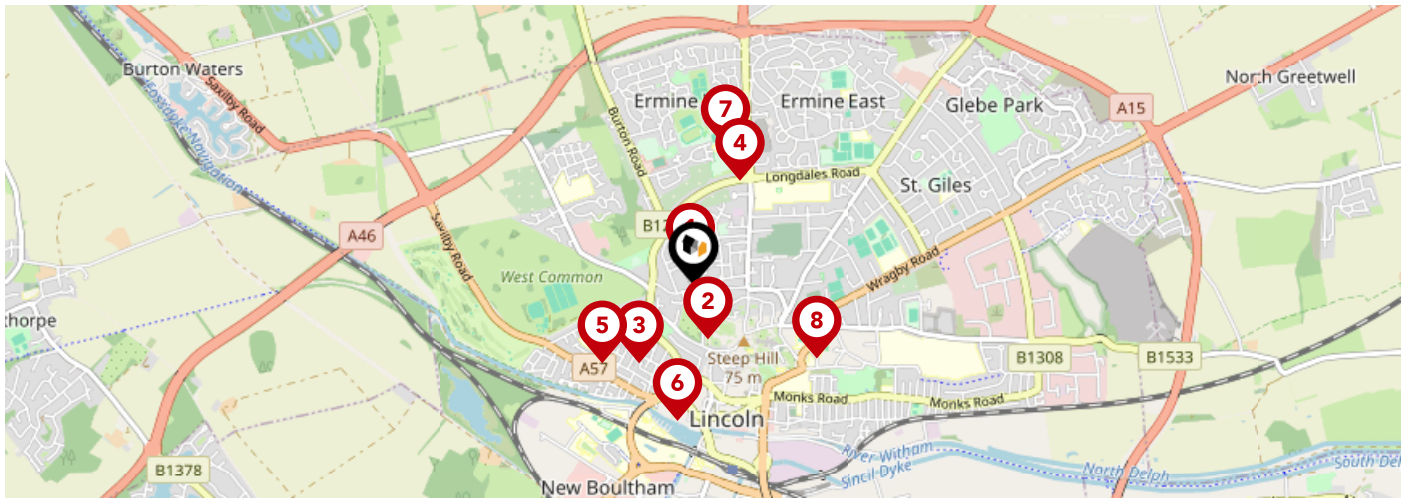 Burton Waters
Saxilby Road
Fossdyke Navigation
Burton Road
Ermine
Ermine East
Glebe Park
North Greetwell
A15
7
4
Longdales Road
St. Giles
A46
Saxilby Road
West Common
Wragby Road
2
thorpe
5
3
8
Steep Hill
75 m
A57
B1308
B1533
6
Lincoln
Monks Road
Monks Road
River Witham
Sincil Dyke
North Delph
South Del
B1378
New Boultham